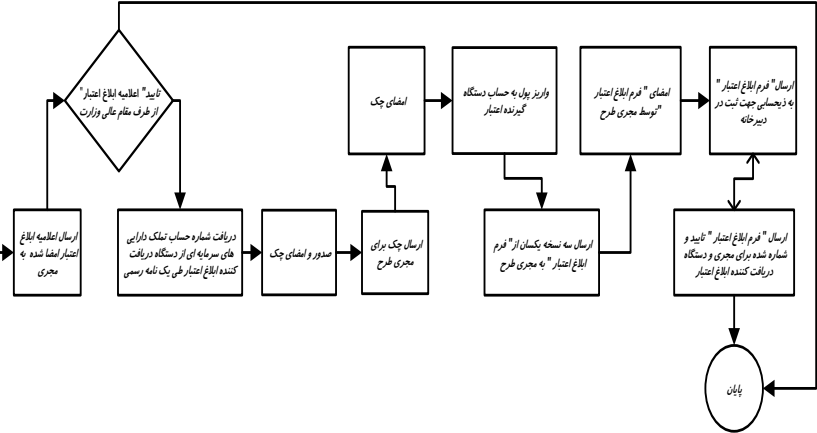 تایید" اعلامیه ابلاغ اعتبار"
از طرف مقام عالی وزارت
ارسال اعلامیه ابلاغ
اعتبار امضا شده به
مجری
دریافت شماره حساب تملک دارایی
های سرمایه ای از دستگاه دریافت
کننده ابلاغ اعتبار طی یک نامه رسمی
صدور و امضای چک
ارسال چک برای
مجری طرح
امضای چک
واریز پول به حساب دستگاه
گیرنده اعتبار
ارسال سه نسخه یکسان از" فرم
ابلاغ اعتبار " به مجری طرح
امضای " فرم ابلاغ اعتبار
"توسط مجری طرح
ارسال" فرم ابلاغ اعتبار "
به ذیحسابی جهت ثبت در
دبیرخانه
ارسال " فرم ابلاغ اعتبار " تایید و
شماره شده برای مجری و دستگاه
دریافت کننده ابلاغ اعتبار
پایان